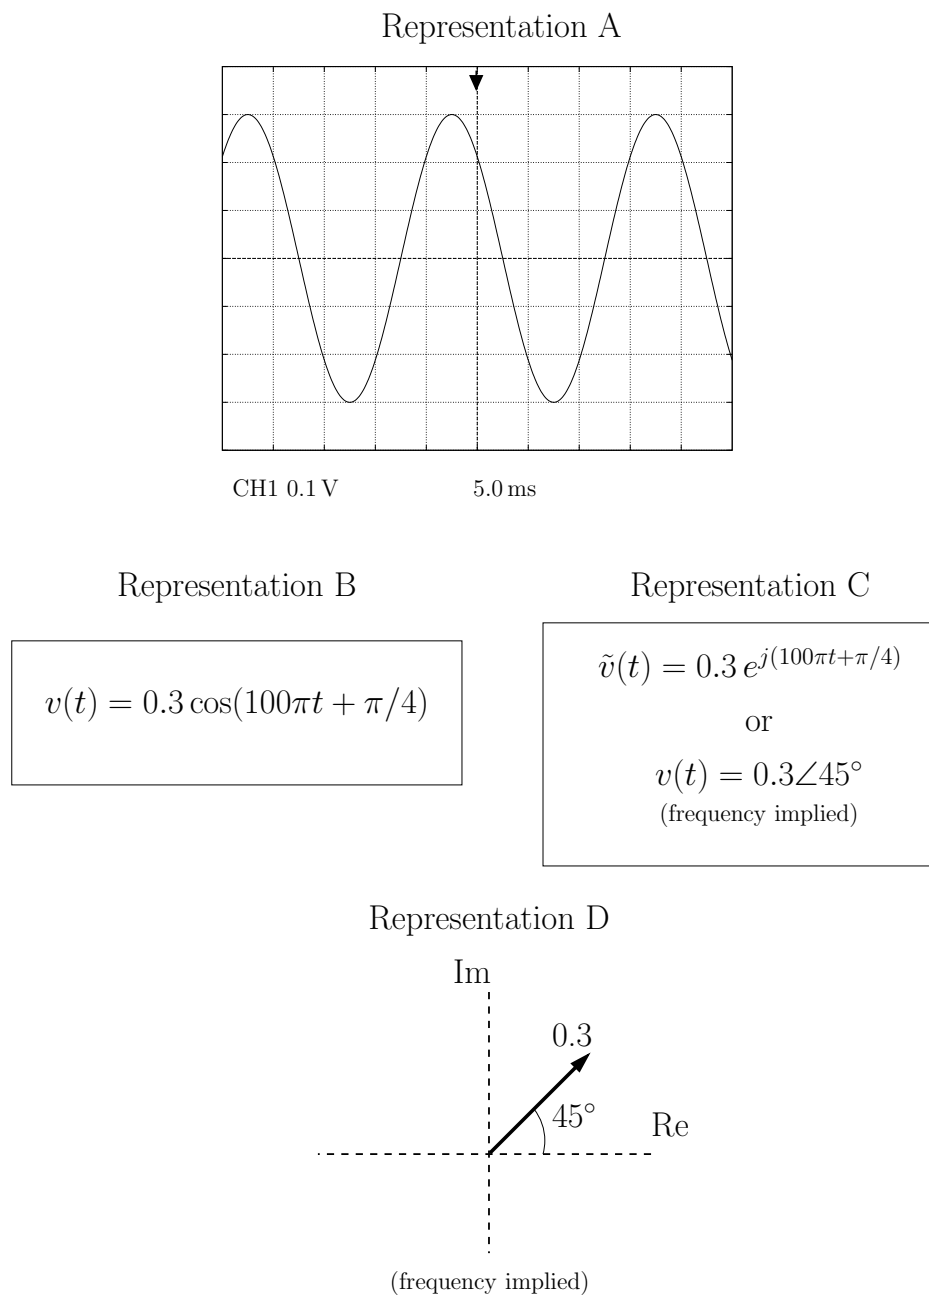 Representation A
CH1 0.1 V 5.0 ms
Representation B
v(t) = 0.3 cos(100πt + π/4)
Representation C
ṽ(t) = 0.3 e^{j(100πt+π/4)}
or
v(t) = 0.3∠45°
(frequency implied)
Representation D
Im
0.3
45°
Re
(frequency implied)